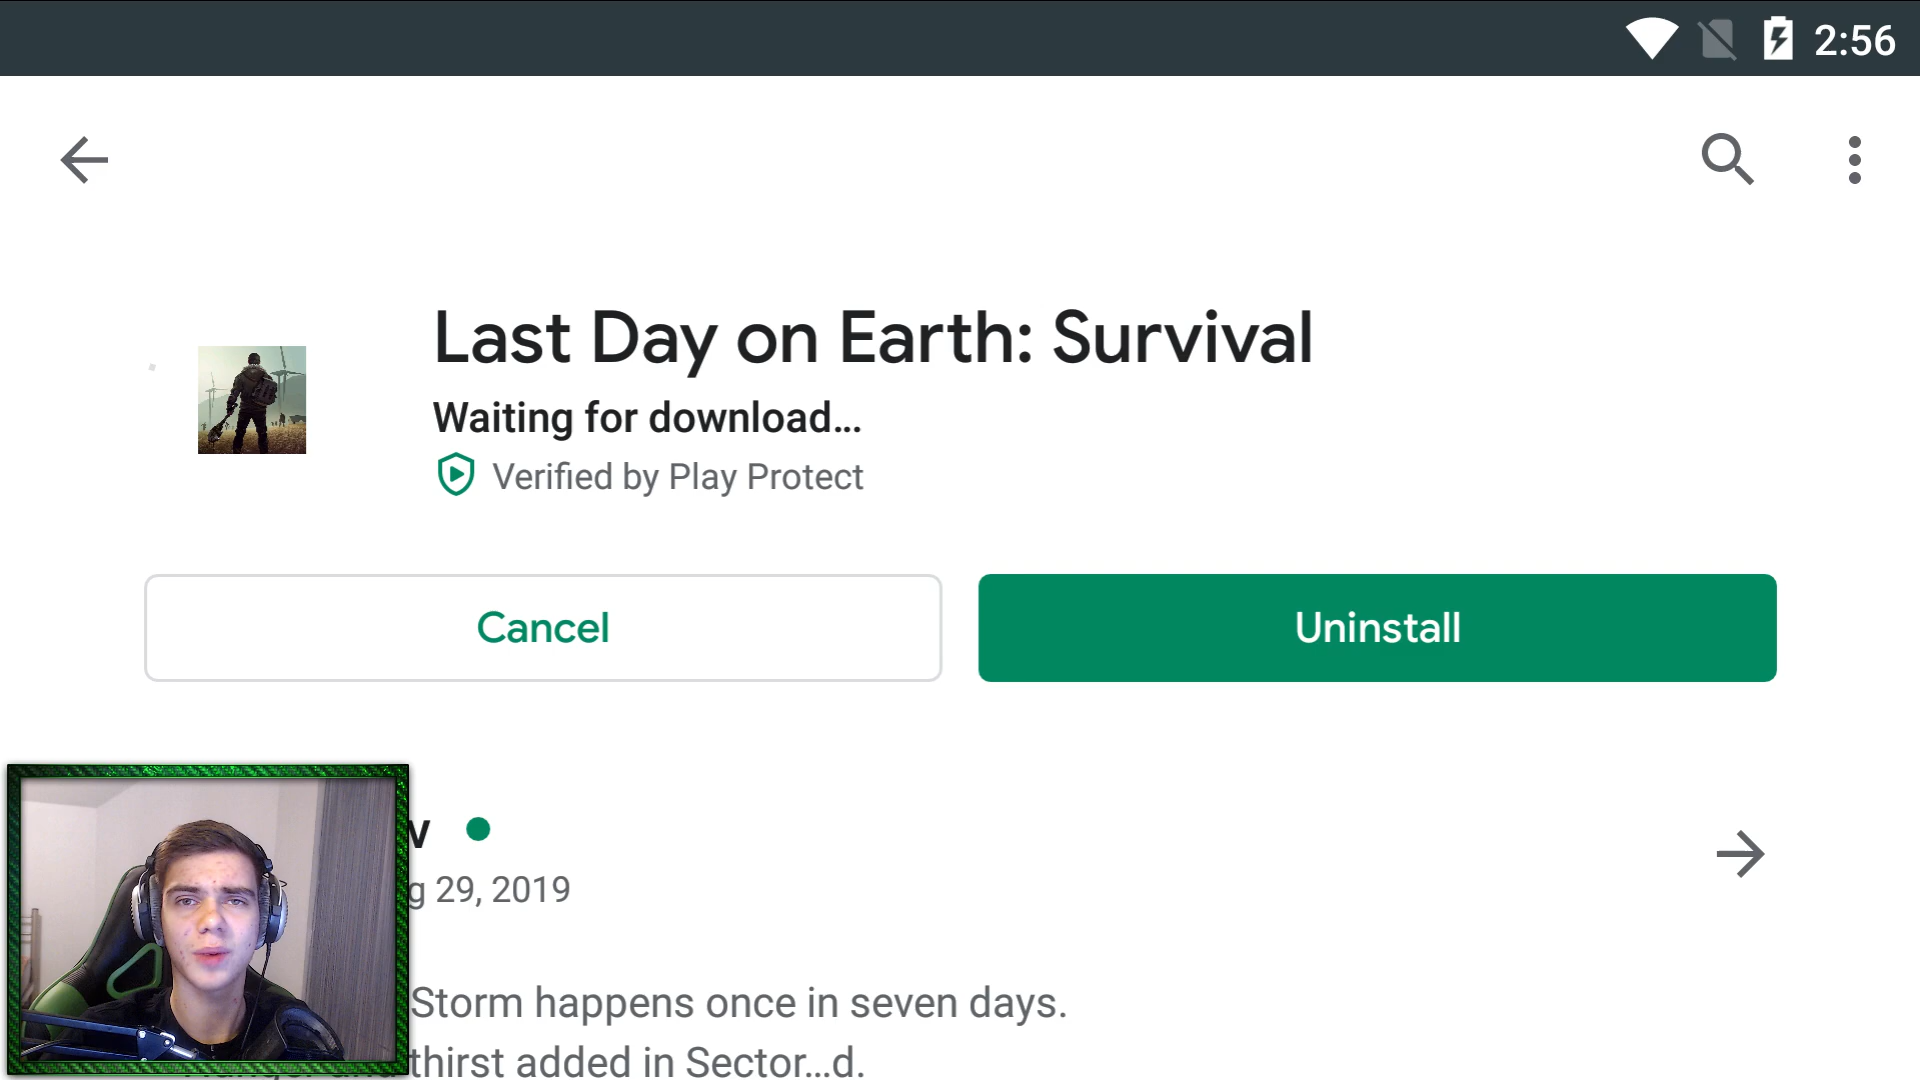 2:56
Last Day on Earth: Survival
Waiting for download...
Verified by Play Protect
Cancel
Uninstall
29, 2019
Storm happens once in seven days.
thirst added in Sector...d.